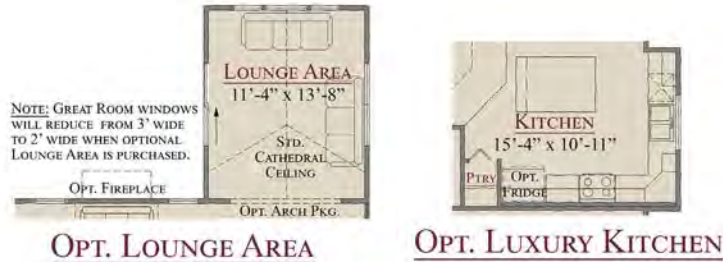 LOUNGE AREA
11'-4" x 13'-8"
NOTE: GREAT ROOM WINDOWS
WILL REDUCE FROM 3' WIDE
TO 2' WIDE WHEN OPTIONAL
LOUNGE AREA IS PURCHASED.
STD.
CATHEDRAL
CEILING
OPT. FIREPLACE
OPT. ARCH PKG.
OPT. LOUNGE AREA
KITCHEN
15'-4" x 10'-11"
PTRY
OPT.
FRIDGE
OPT. LUXURY KITCHEN